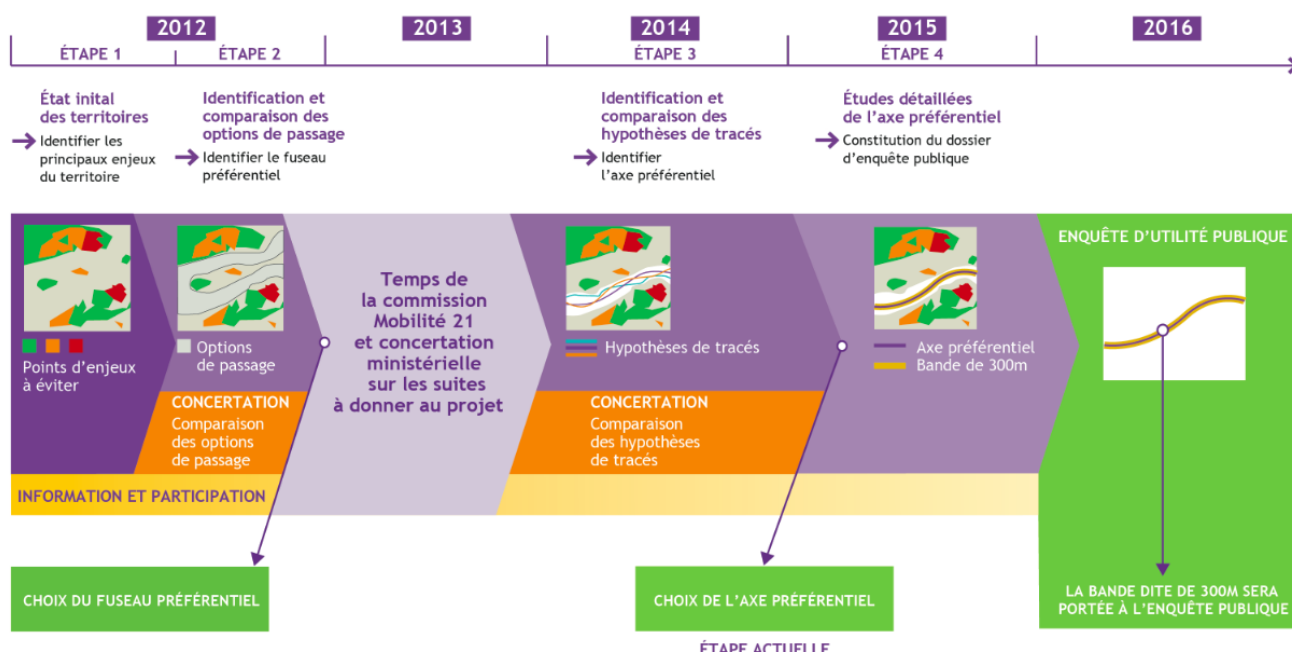 2012
2013
2014
2015
2016
ÉTAPE 1
ÉTAPE 2
ÉTAPE 3
ÉTAPE 4
État inital
des territoires
Identifier les
principaux enjeux
du territoire
Identification et
comparaison des
options de passage
Identifier le fuseau
préférentiel
Identification et
comparaison des
hypothèses de tracés
Identifier
l'axe préférentiel
Études détaillées
de l'axe préférentiel
Constitution du dossier
d'enquête publique
Points d'enjeux
à éviter
Options
de passage
CONCERTATION
Comparaison
des options
de passage
Temps de
la commission
Mobilité 21
et concertation
ministérielle
sur les suites
à donner au projet
Hypothèses de tracés
CONCERTATION
Comparaison
des hypothèses
de tracés
Axe préférentiel
Bande de 300m
ENQUÊTE D'UTILITÉ PUBLIQUE
INFORMATION ET PARTICIPATION
CHOIX DU FUSEAU PRÉFÉRENTIEL
CHOIX DE L'AXE PRÉFÉRENTIEL
LA BANDE DITE DE 300M SERA
PORTÉE À L'ENQUÊTE PUBLIQUE
ÉTAPE ACTUELLE